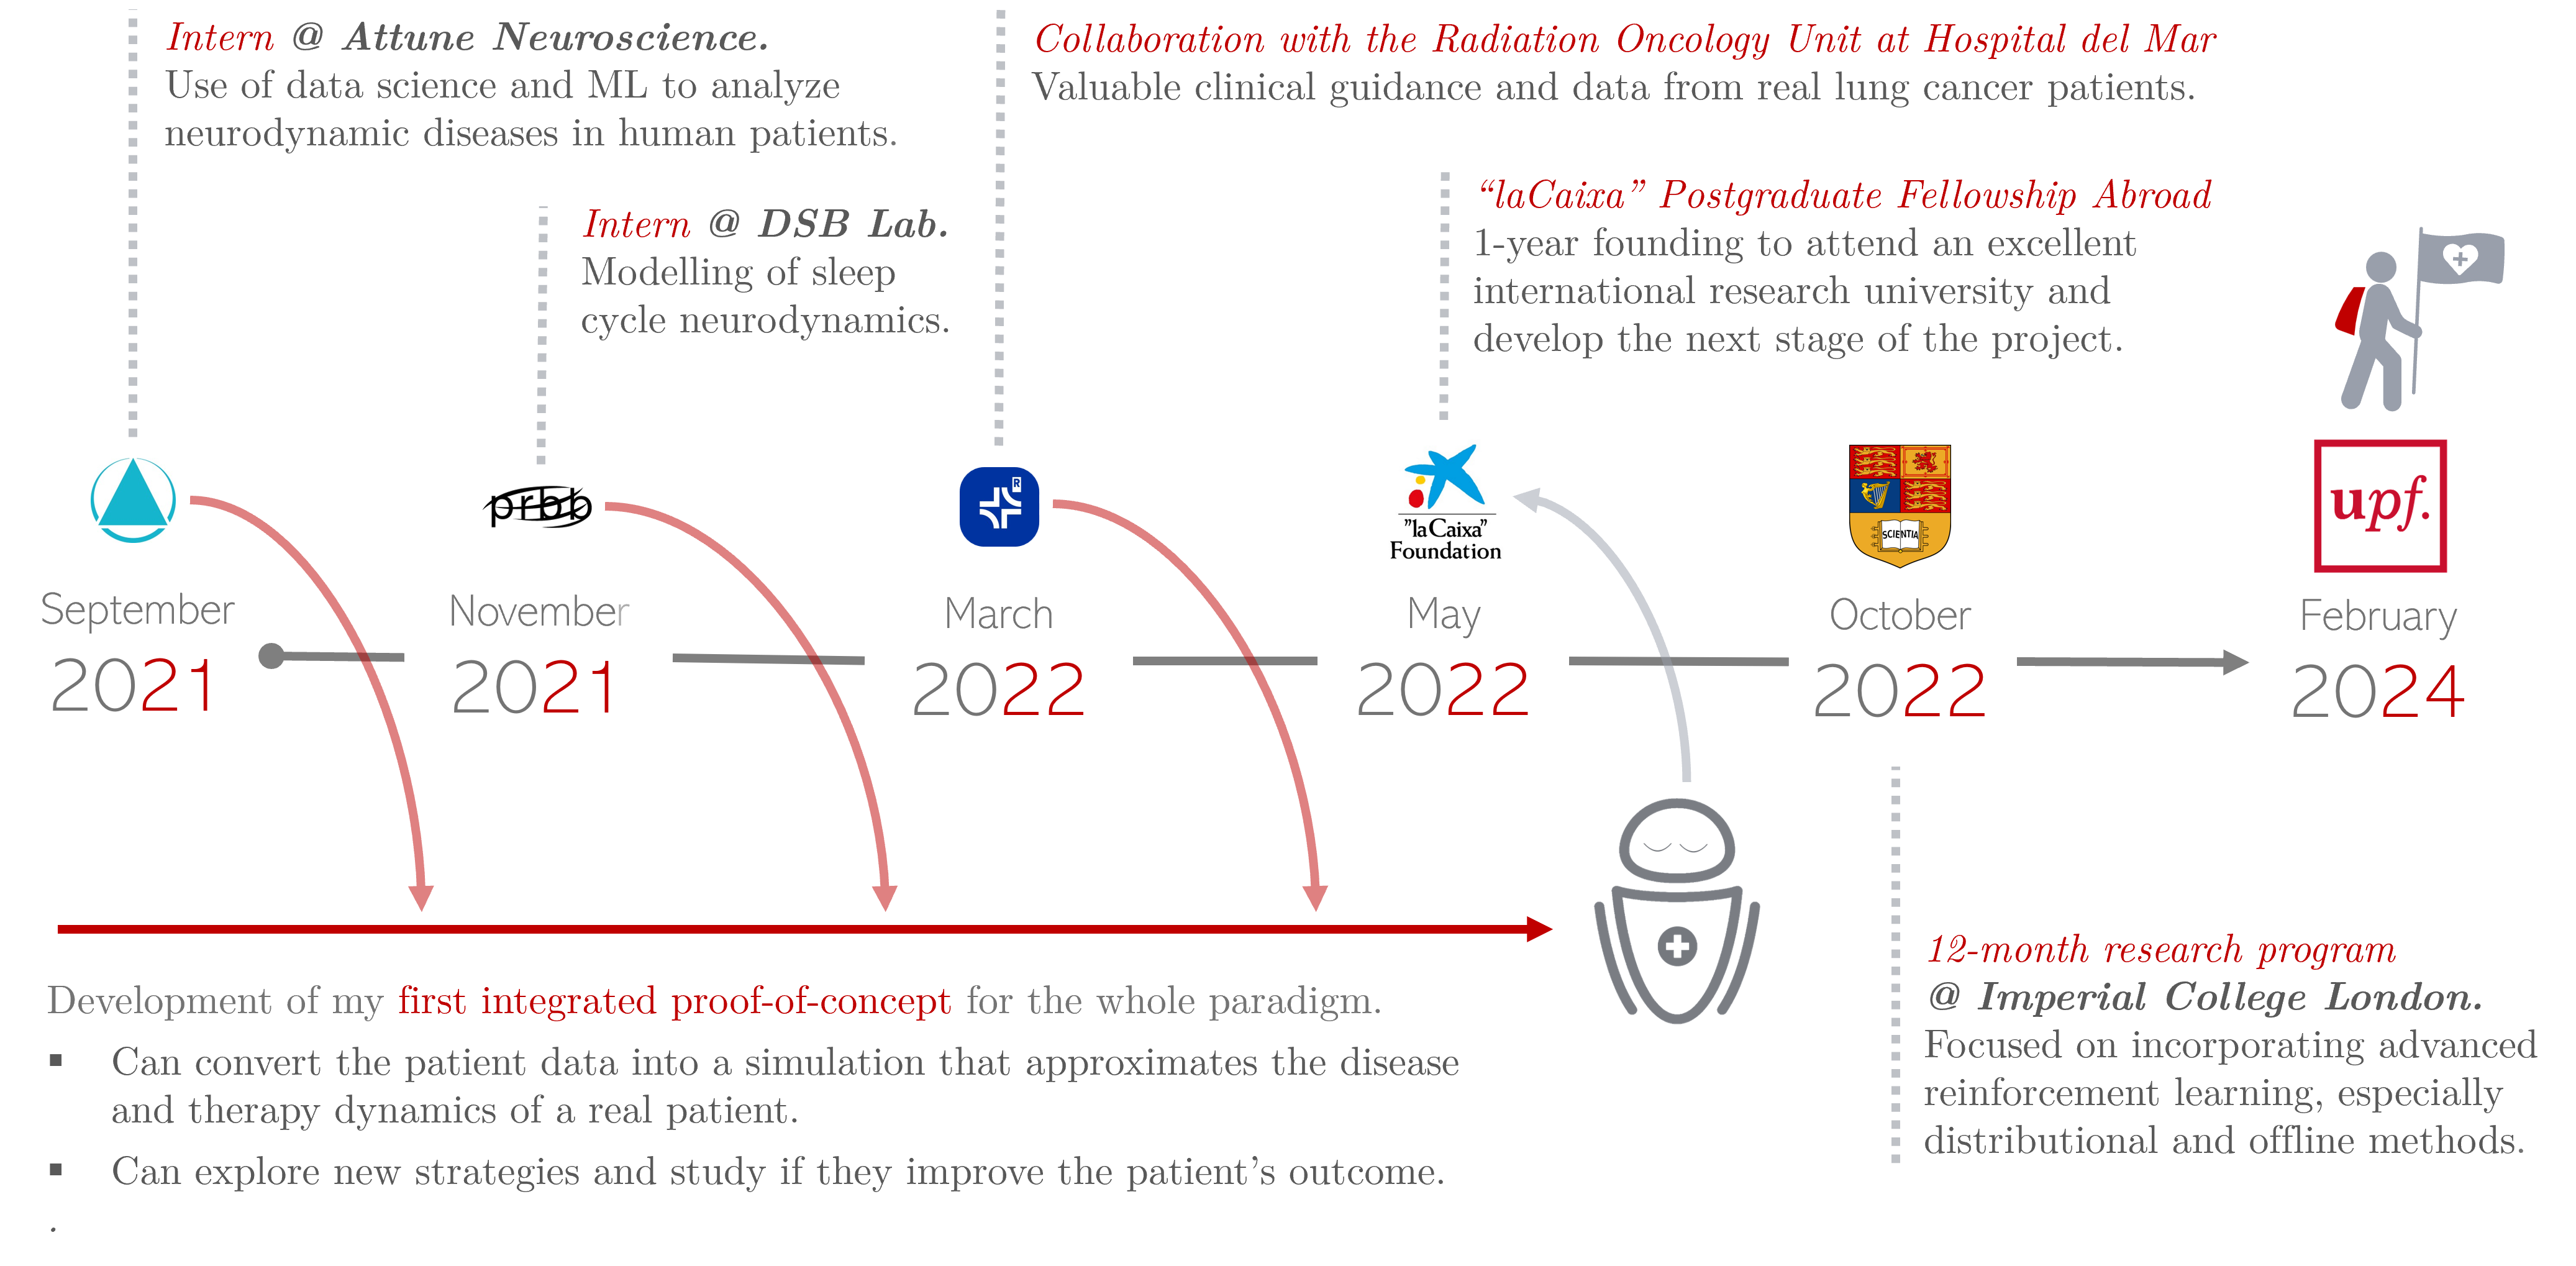 Intern @ Attune Neuroscience.
Use of data science and ML to analyze
neurodynamic diseases in human patients.
Intern @ DSB Lab.
Modelling of sleep
cycle neurodynamics.
Collaboration with the Radiation Oncology Unit at Hospital del Mar
Valuable clinical guidance and data from real lung cancer patients.
“laCaixa” Postgraduate Fellowship Abroad
1-year founding to attend an excellent
international research university and
develop the next stage of the project.
prbb
R
"la Caixa"
Foundation
SCIENTIA
upf.
September
2021
November
2021
March
2022
May
2022
October
2022
February
2024
Development of my first integrated proof-of-concept for the whole paradigm.
▪ Can convert the patient data into a simulation that approximates the disease
and therapy dynamics of a real patient.
▪ Can explore new strategies and study if they improve the patient’s outcome.
.
12-month research program
@ Imperial College London.
Focused on incorporating advanced
reinforcement learning, especially
distributional and offline methods.